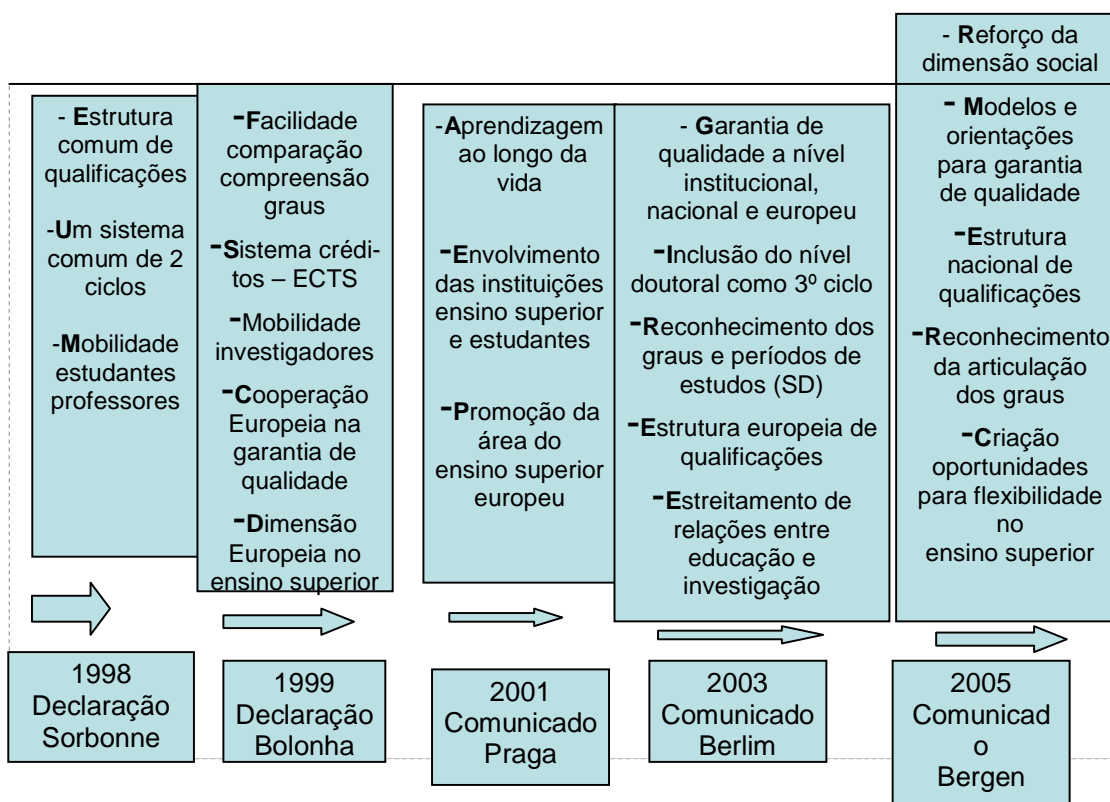 - Estrutura
comum de
qualificações
-Um sistema
comum de 2
ciclos
-Mobilidade
estudantes
professores
1998
Declaração
Sorbonne
-Facilidade
comparação
compreensão
graus
-Sistema crédi-
tos – ECTS
-Mobilidade
investigadores
-Cooperação
Europeia na
garantia de
qualidade
-Dimensão
Europeia no
ensino superior
1999
Declaração
Bolonha
-Aprendizagem
ao longo da
vida
-Envolvimento
das instituições
ensino superior
e estudantes
-Promoção da
área do
ensino superior
europeu
2001
Comunicado
Praga
- Garantia de
qualidade a nível
institucional,
nacional e europeu
-Inclusão do nível
doutoral como 3º ciclo
-Reconhecimento dos
graus e períodos de
estudos (SD)
-Estrutura europeia de
qualificações
-Estreitamento de
relações entre
educação e
investigação
2003
Comunicado
Berlim
- Reforço da
dimensão social
-Modelos e
orientações
para garantia
de qualidade
-Estrutura
nacional de
qualificações
-Reconhecimento
da articulação
dos graus
-Criação
oportunidades
para flexibilidade
no
ensino superior
2005
Comunicad
o
Bergen